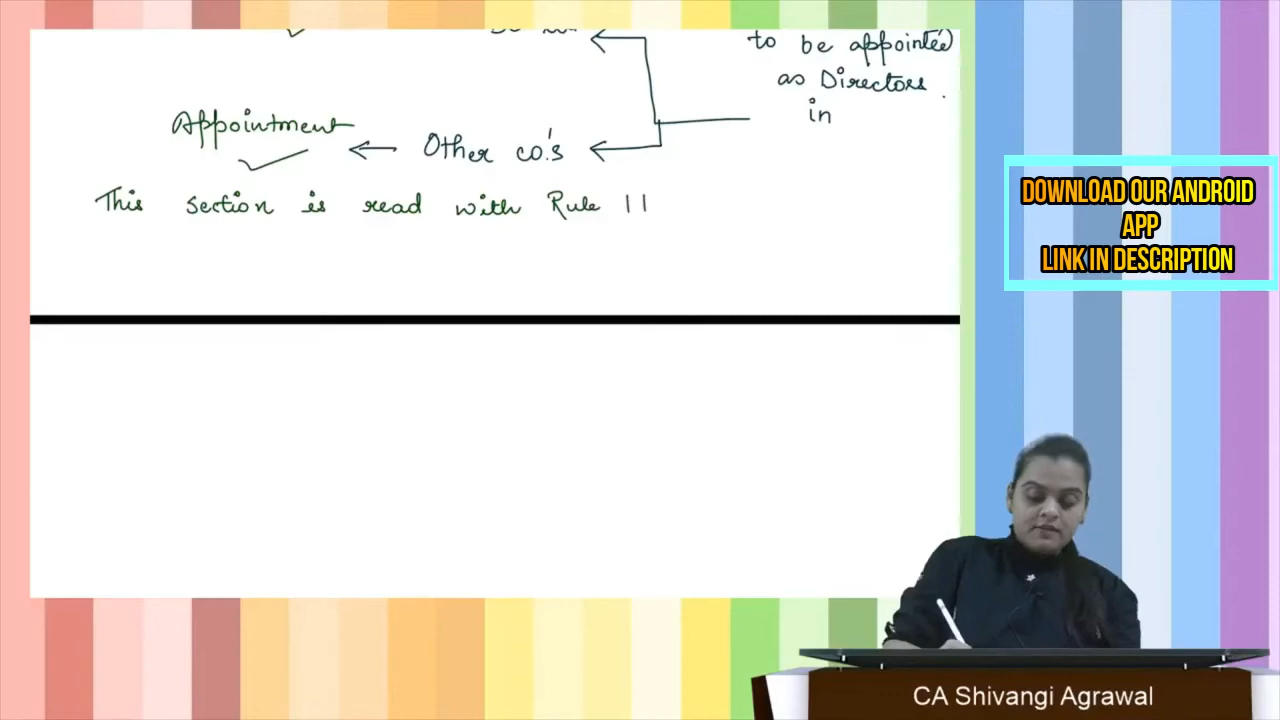 to be appointed
as Directors.
in
Appointment
Other co.'s
This section is read with Rule 11
DOWNLOAD OUR ANDROID
APP
LINK IN DESCRIPTION
CA Shivangi Agrawal